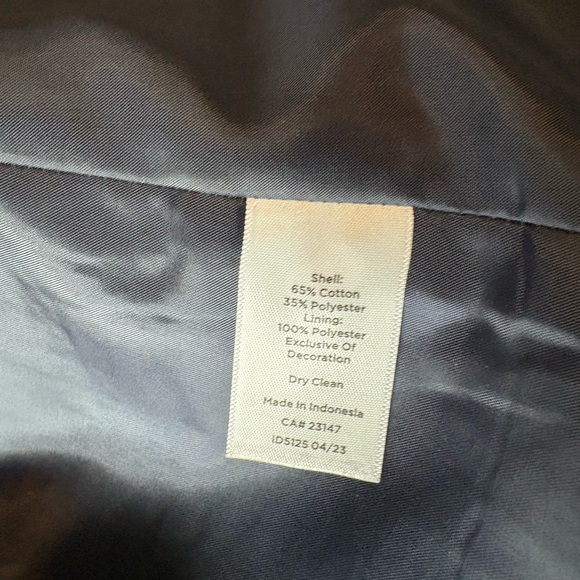 Shell:
65% Cotton
35% Polyester
Lining:
100% Polyester
Exclusive Of
Decoration
Dry Clean
Made in Indonesia
CA# 23147
ID5125 04/23